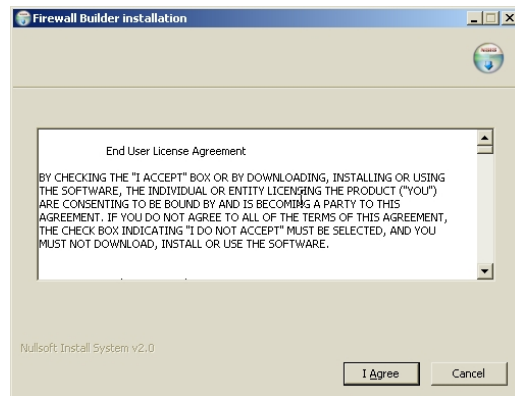 Firewall Builder installation
End User License Agreement
BY CHECKING THE "I ACCEPT" BOX OR BY DOWNLOADING, INSTALLING OR USING
THE SOFTWARE, THE INDIVIDUAL OR ENTITY LICENSING THE PRODUCT ("YOU")
ARE CONSENTING TO BE BOUND BY AND IS BECOMING A PARTY TO THIS
AGREEMENT. IF YOU DO NOT AGREE TO ALL OF THE TERMS OF THIS AGREEMENT,
THE CHECK BOX INDICATING "I DO NOT ACCEPT" MUST BE SELECTED, AND YOU
MUST NOT DOWNLOAD, INSTALL OR USE THE SOFTWARE.
Nullsoft Install System v2.0
I Agree
Cancel